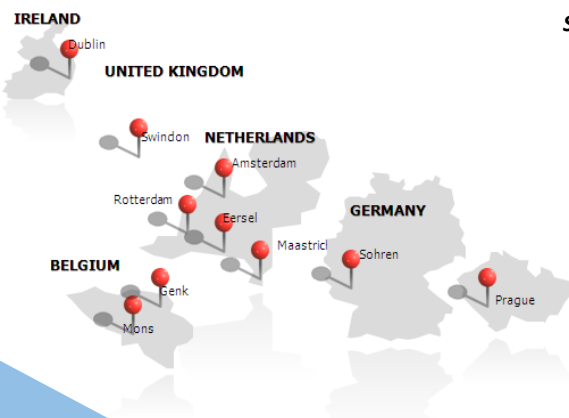 IRELAND
Dublin
UNITED KINGDOM
Swindon
NETHERLANDS
Amsterdam
Rotterdam
Eersel
Maastricl
GERMANY
Sohren
BELGIUM
Genk
Mons
Prague